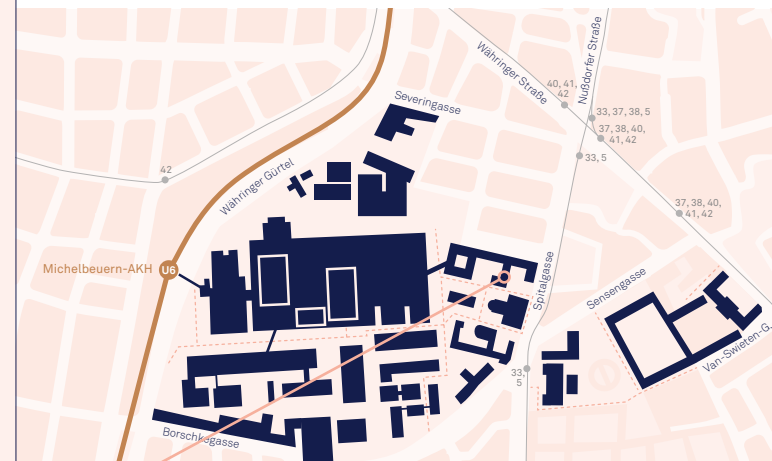 Währinger Straße
Nußdorfer Straße
40, 41,
42
Severingasse
33, 37, 38, 5
37, 38, 40,
41, 42
33, 5
42
Währinger Gürtel
37, 38, 40,
41, 42
Michelbeuern-AKH
U6
Spitalgasse
Sensengasse
Van-Swieten-G.
33,
5
Borschkegasse